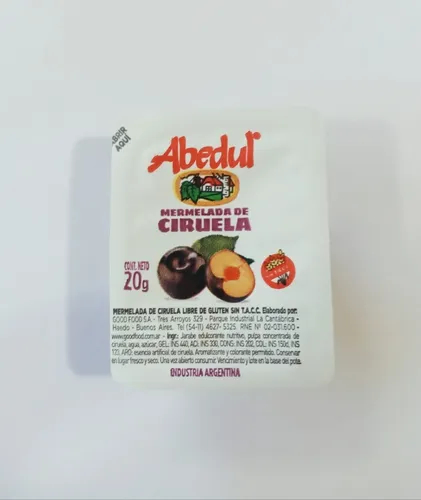 ABRIR
AQUÍ
Abedul
MERMELADA DE
CIRUELA
CONT. NETO
20g
MERMELADA DE CIRUELA LIBRE DE GLUTEN SIN T.A.C.C. Elaborado por:
GOOD FOOD S.A. - Tres Arroyos 329 - Parque Industrial La Cantábrica -
Haedo - Buenos Aires. Tel (54-11) 4627- 5325. RNE Nº 02-031.600 -
www.goodfood.com.ar - Ingr.: Jarabe edulcorante nutritivo, pulpa concentrada de
ciruela, agua, azúcar, GEL: INS 440, ACI: INS 330, CONS: INS 202, COL: INS 150d, INS
120, ARO: esencia artificial de ciruela. Aromatizante y colorante permitido. Conservar
en lugar fresco y seco. Una vez abierto consumir. Vencimiento y lote en la base del pote.
INDUSTRIA ARGENTINA